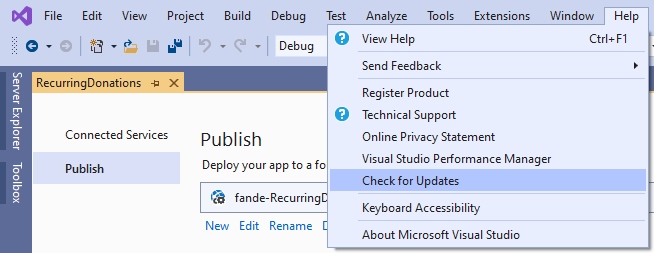 File Edit View Git Project Build Debug Test Analyze Tools Extensions Window Help
Debug
View Help Ctrl+F1
Send Feedback
Register Product
Technical Support
Online Privacy Statement
Visual Studio Performance Manager
Check for Updates
Keyboard Accessibility
About Microsoft Visual Studio
Server Explorer
Toolbox
RecurringDonations
Connected Services
Publish
Publish
Deploy your app to a fo
fande-RecurringD
New Edit Rename